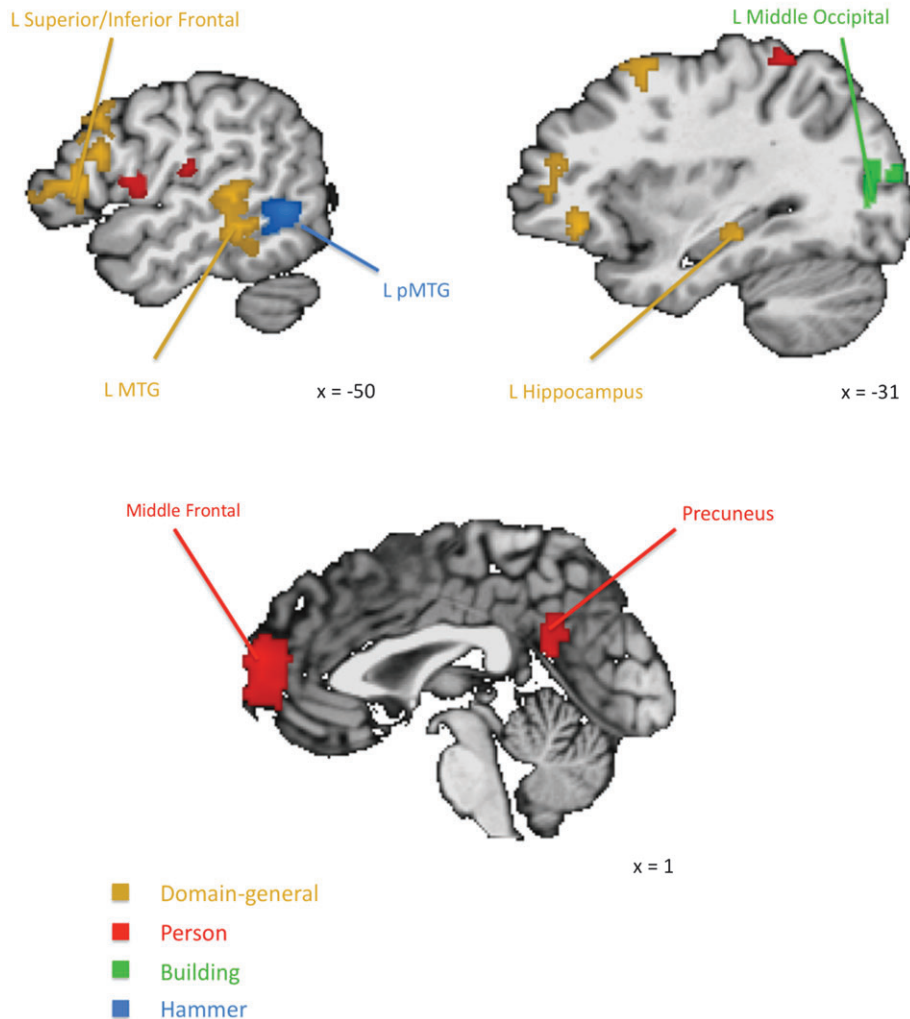 L Superior/Inferior Frontal
L Middle Occipital
L pMTG
L MTG
x = -50
L Hippocampus
x = -31
Middle Frontal
Precuneus
x = 1
Domain-general
Person
Building
Hammer